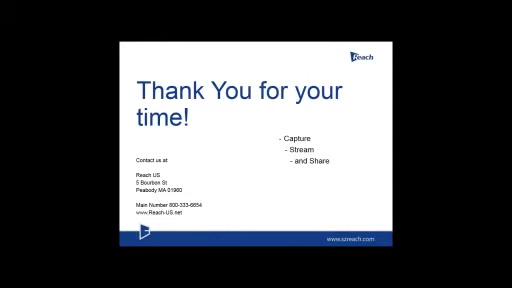 Reach
Thank You for your
time!
- Capture
- Stream
- and Share
Contact us at:
Reach US
5 Bourbon St
Peabody MA 01960
Main Number 800-333-6654
www.Reach-US.net
www.szreach.com